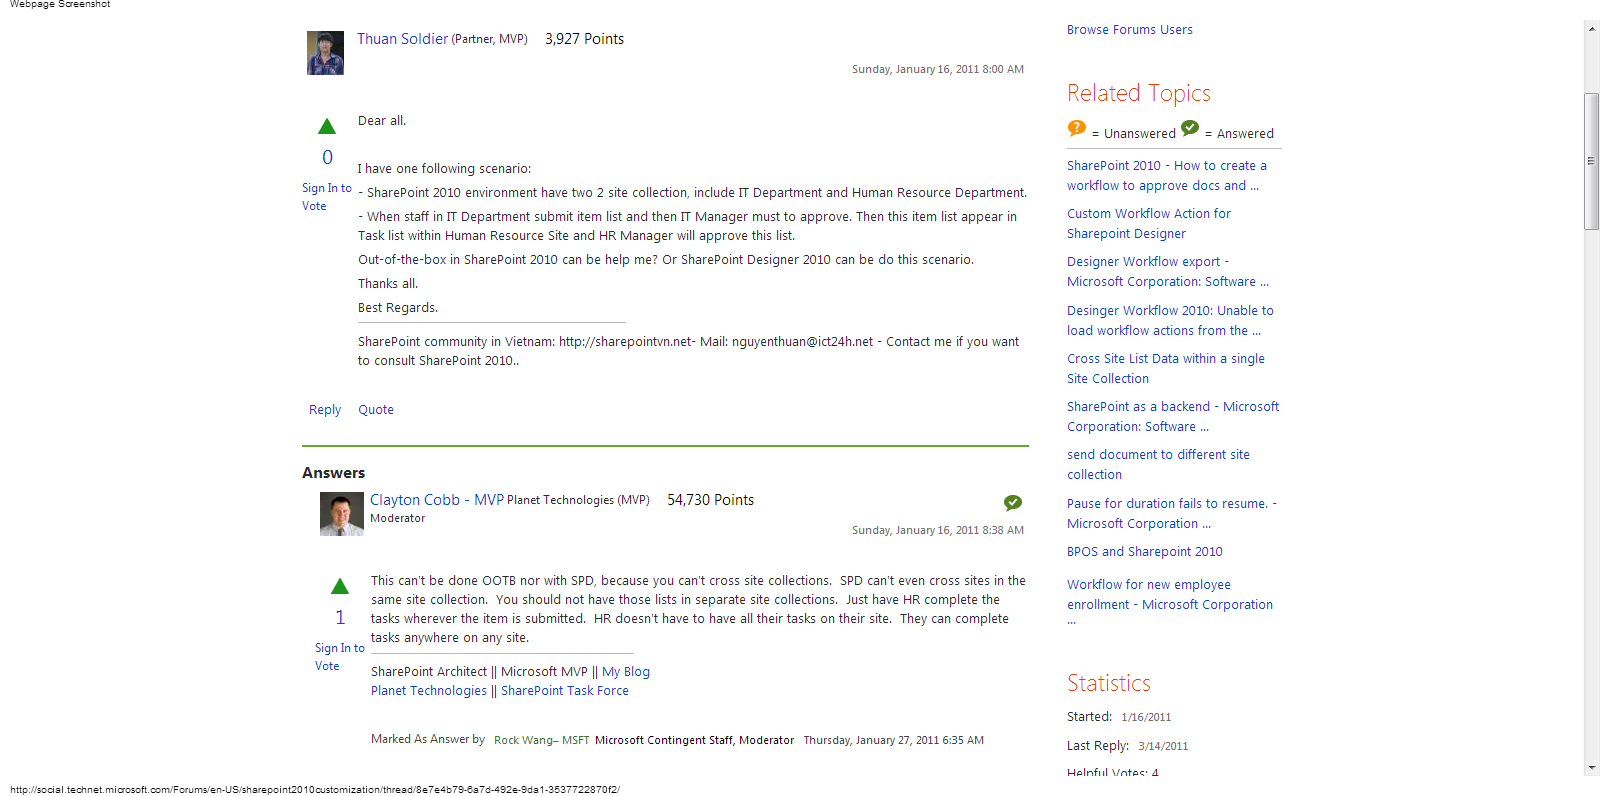 Webpage Screenshot
Thuan Soldier (Partner, MVP) 3,927 Points
Sunday, January 16, 2011 8:00 AM
0
Sign In to
Vote
Dear all.
I have one following scenario:
- SharePoint 2010 environment have two 2 site collection, include IT Department and Human Resource Department.
- When staff in IT Department submit item list and then IT Manager must to approve. Then this item list appear in
Task list within Human Resource Site and HR Manager will approve this list.
Out-of-the-box in SharePoint 2010 can be help me? Or SharePoint Designer 2010 can be do this scenario.
Thanks all.
Best Regards.
SharePoint community in Vietnam: http://sharepointvn.net- Mail: nguyenthuan@ict24h.net - Contact me if you want
to consult SharePoint 2010..
Reply Quote
Answers
Clayton Cobb - MVP Planet Technologies (MVP) 54,730 Points
Moderator
Sunday, January 16, 2011 8:38 AM
1
Sign In to
Vote
This can't be done OOTB nor with SPD, because you can't cross site collections. SPD can't even cross sites in the
same site collection. You should not have those lists in separate site collections. Just have HR complete the
tasks wherever the item is submitted. HR doesn't have to have all their tasks on their site. They can complete
tasks anywhere on any site.
SharePoint Architect || Microsoft MVP || My Blog
Planet Technologies || SharePoint Task Force
Marked As Answer by Rock Wang– MSFT Microsoft Contingent Staff, Moderator Thursday, January 27, 2011 6:35 AM
Browse Forums Users
Related Topics
= Unanswered = Answered
SharePoint 2010 - How to create a
workflow to approve docs and ...
Custom Workflow Action for
Sharepoint Designer
Designer Workflow export -
Microsoft Corporation: Software ...
Desinger Workflow 2010: Unable to
load workflow actions from the ...
Cross Site List Data within a single
Site Collection
SharePoint as a backend - Microsoft
Corporation: Software ...
send document to different site
collection
Pause for duration fails to resume. -
Microsoft Corporation ...
BPOS and Sharepoint 2010
Workflow for new employee
enrollment - Microsoft Corporation
...
Statistics
Started: 1/16/2011
Last Reply: 3/14/2011
Helpful Votes: 4
http://social.technet.microsoft.com/Forums/en-US/sharepoint2010customization/thread/8e7e4b79-6a7d-492e-9da1-3537722870f2/